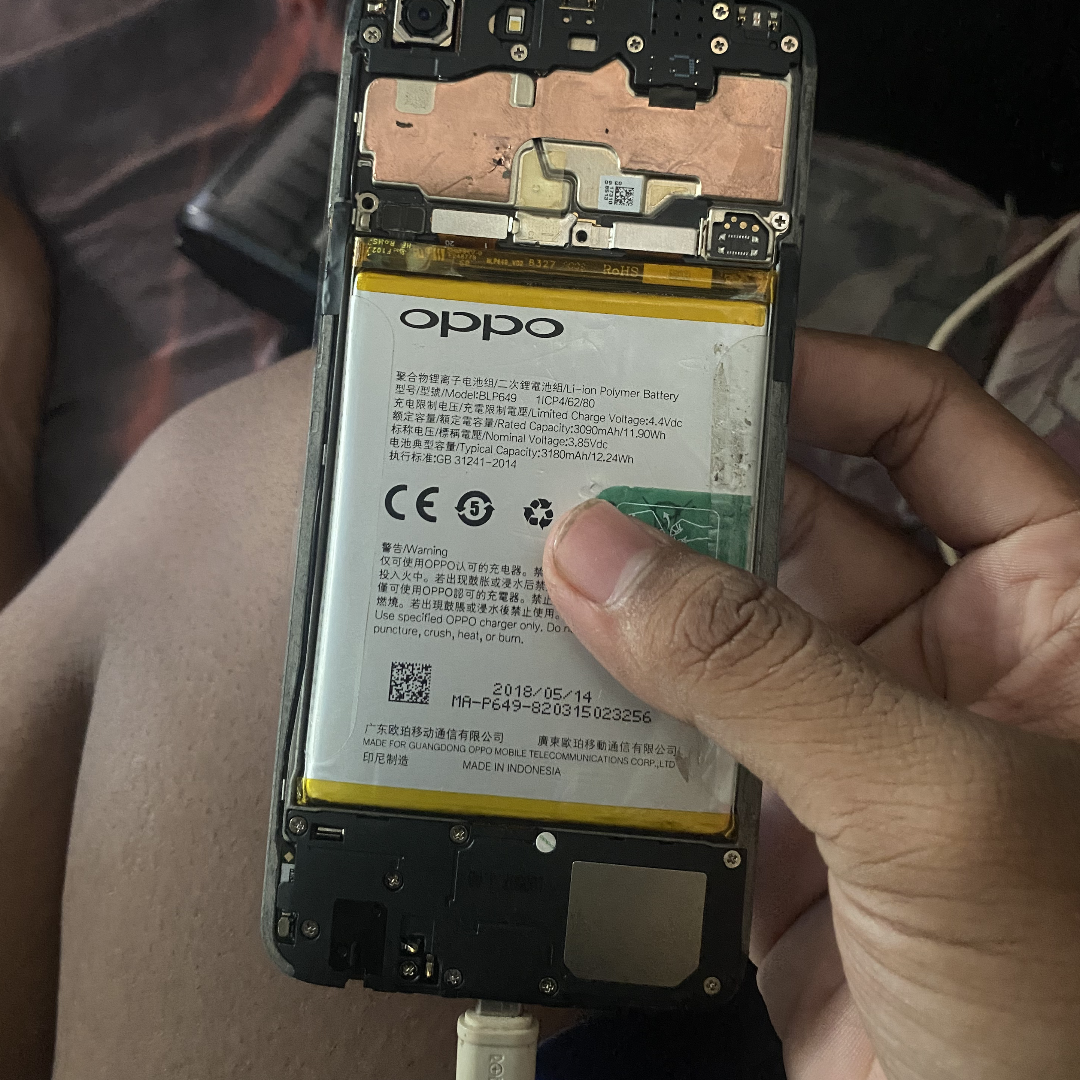 8327
RoHS
oppo
聚合物锂离子电池组/二次鋰電池組/Li-ion Polymer Battery
型号/型號/Model:BLP649 1ICP4/62/80
充电限制电压/充電限制電壓/Limited Charge Voltage:4.4Vdc
额定容量/額定電容量/Rated Capacity:3090mAh/11.90Wh
标称电压/標稱電壓/Nominal Voltage:3.85Vdc
电池典型容量/Typical Capacity:3180mAh/12.24Wh
执行标准:GB 31241-2014
CE 5
警告/Warning
仅可使用OPPO认可的充电器。禁
投入火中。若出现鼓胀或浸水后禁
僅可使用OPPO認可的充電器。禁止
燃燒。若出現鼓脹或浸水後禁止使用。
Use specified OPPO charger only. Do
puncture, crush, heat, or burn.
2018/05/14
MA-P649-820315023256
广东欧珀移动通信有限公司 廣東歐珀移動通信有限公司
MADE FOR GUANGDONG OPPO MOBILE TELECOMMUNICATIONS CORP.,LTD
印尼制造 MADE IN INDONESIA